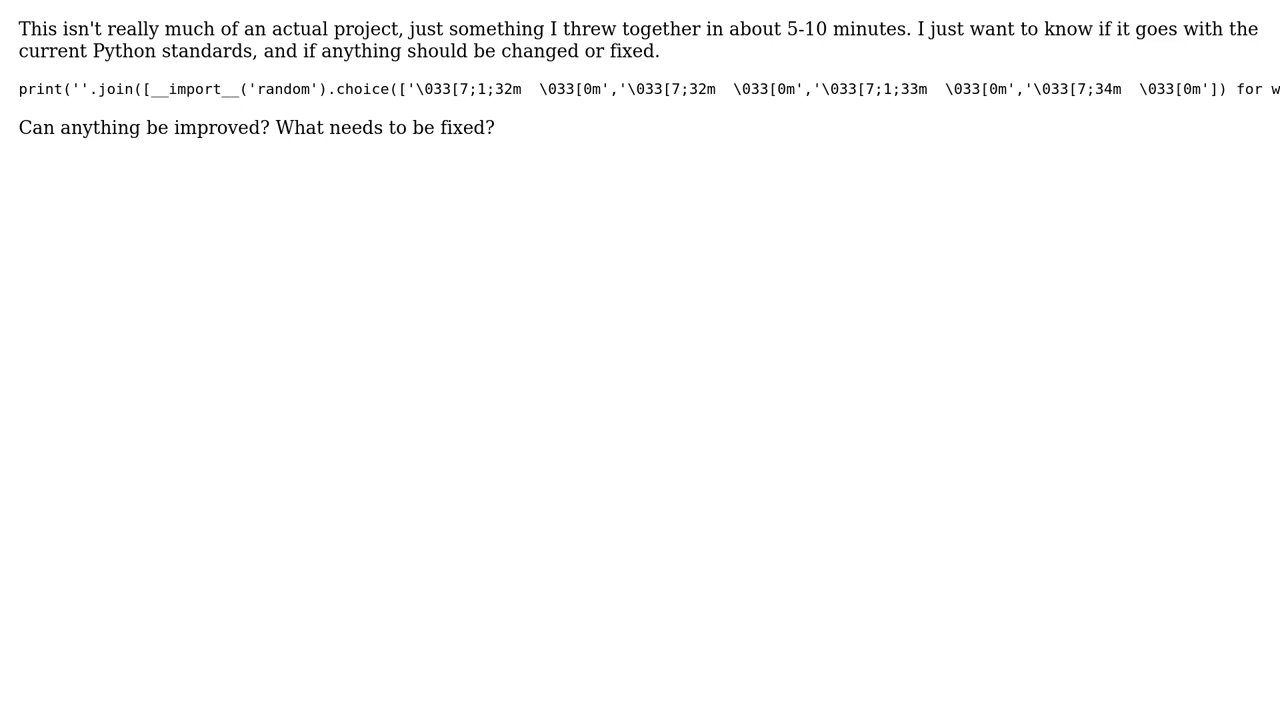 This isn't really much of an actual project, just something I threw together in about 5-10 minutes. I just want to know if it goes with the
current Python standards, and if anything should be changed or fixed.
print(''.join([__import__('random').choice(['\033[7;1;32m  \033[0m','\033[7;32m  \033[0m','\033[7;1;33m  \033[0m','\033[7;34m  \033[0m']) for w
Can anything be improved? What needs to be fixed?